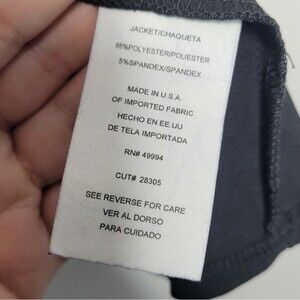 JACKET/CHAQUETA
95%POLYESTER/POLIESTER
5%SPANDEX/SPANDEX
MADE IN U.S.A.
OF IMPORTED FABRIC
HECHO EN EE.UU
DE TELA IMPORTADA
RN# 49994
CUT# 28305
SEE REVERSE FOR CARE
VER AL DORSO
PARA CUIDADO